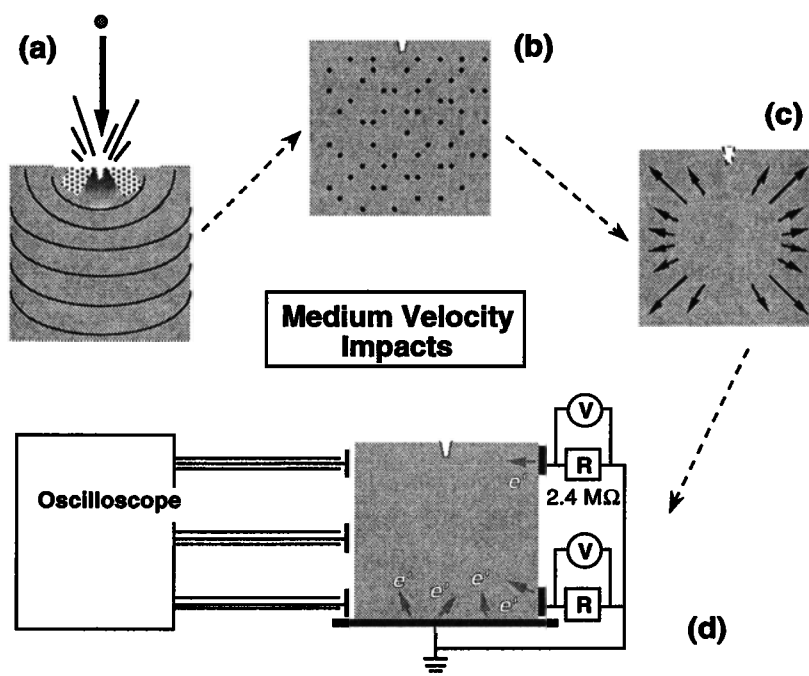 (a)
(b)
(c)
Medium Velocity
Impacts
Oscilloscope
V
R
2.4 MΩ
e'
V
R
e'
e'
e'
e'
(d)